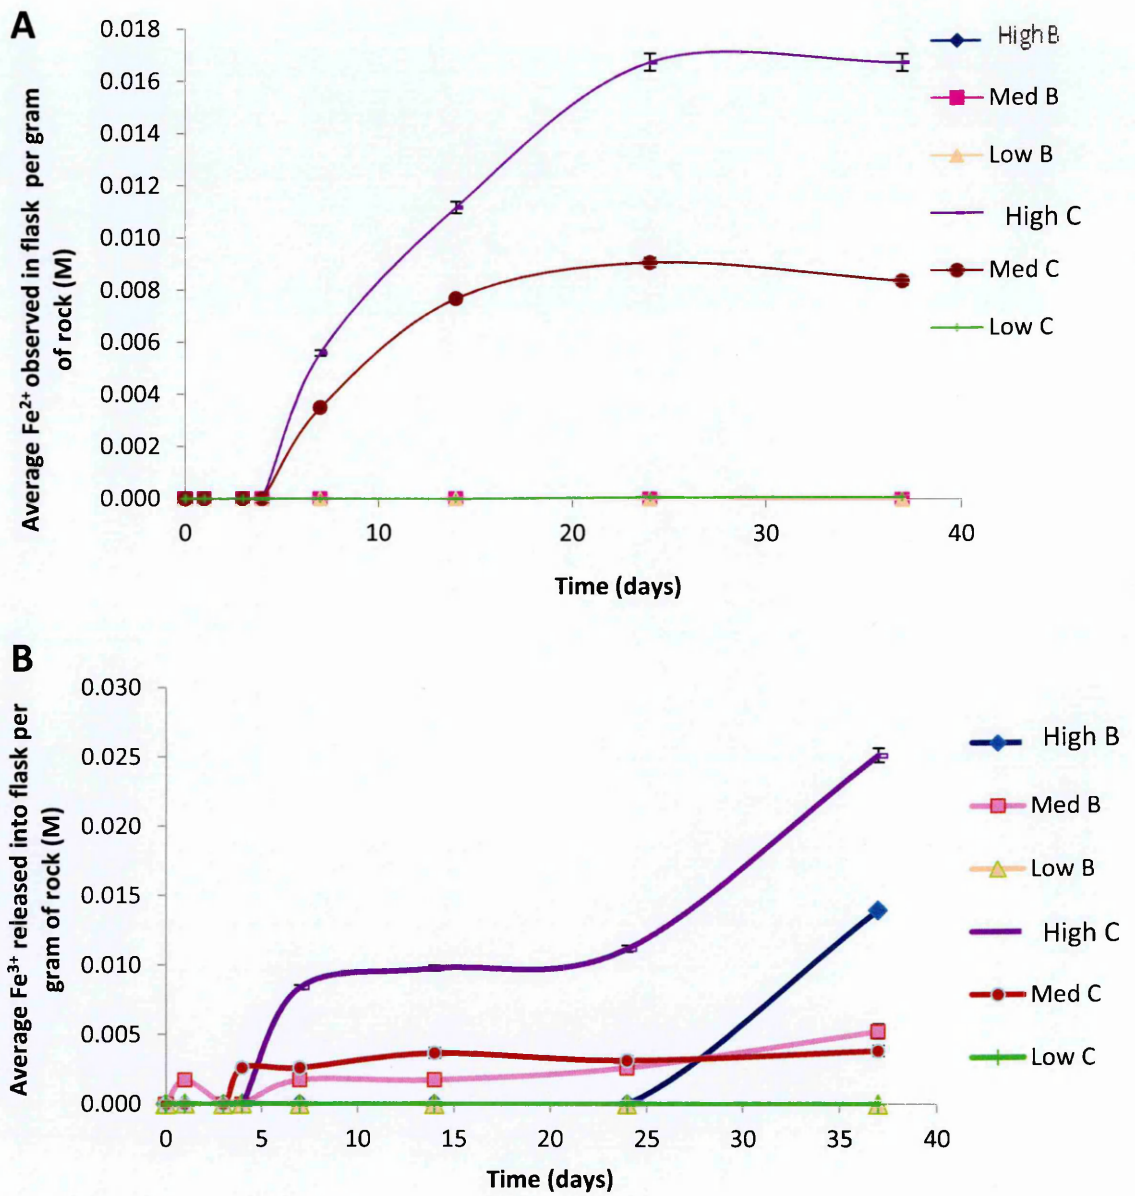 A
0.018
0.016
0.014
0.012
0.010
0.008
0.006
0.004
0.002
0.000
Average Fe²⁺ observed in flask per gram
of rock (M)
0 10 20 30 40
Time (days)
High B
Med B
Low B
High C
Med C
Low C
B
0.030
0.025
0.020
0.015
0.010
0.005
0.000
Average Fe³⁺ released into flask per
gram of rock (M)
0 5 10 15 20 25 30 35 40
Time (days)
High B
Med B
Low B
High C
Med C
Low C